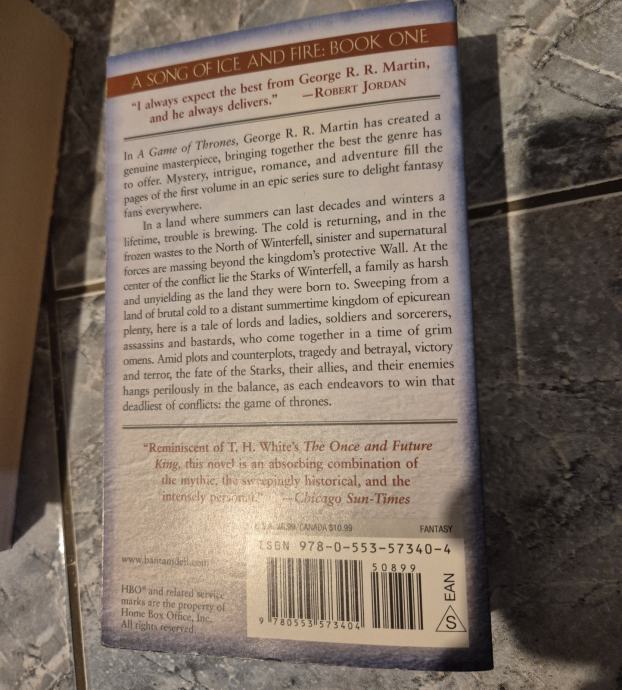 A SONG OF ICE AND FIRE: BOOK ONE
"I always expect the best from George R. R. Martin,
and he always delivers." —ROBERT JORDAN
In A Game of Thrones, George R. R. Martin has created a
genuine masterpiece, bringing together the best the genre has
to offer. Mystery, intrigue, romance, and adventure fill the
pages of the first volume in an epic series sure to delight fantasy
fans everywhere.
In a land where summers can last decades and winters a
lifetime, trouble is brewing. The cold is returning, and in the
frozen wastes to the North of Winterfell, sinister and supernatural
forces are massing beyond the kingdom's protective Wall. At the
center of the conflict lie the Starks of Winterfell, a family as harsh
and unyielding as the land they were born to. Sweeping from a
land of brutal cold to a distant summertime kingdom of epicurean
plenty, here is a tale of lords and ladies, soldiers and sorcerers,
assassins and bastards, who come together in a time of grim
omens. Amid plots and counterplots, tragedy and betrayal, victory
and terror, the fate of the Starks, their allies, and their enemies
hangs perilously in the balance, as each endeavors to win that
deadliest of conflicts: the game of thrones.
"Reminiscent of T. H. White's The Once and Future
King, this novel is an absorbing combination of
the mythic, the sweepingly historical, and the
intensely personal." —Chicago Sun-Times
CANADA $10.99 FANTASY
ISBN 978-0-553-57340-4
50899
9 780553 573404
EAN
S
www.bantamdell.com
HBO® and related service
marks are the property of
Home Box Office, Inc.
All rights reserved.